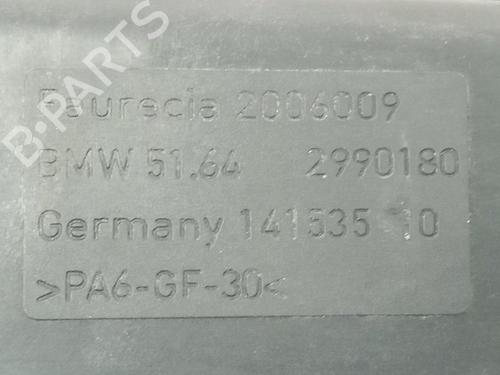 B-PARTS
Faurecia 2006009
BMW 51.64 2990180
Germany 141535 10
>PA6-GF-30<